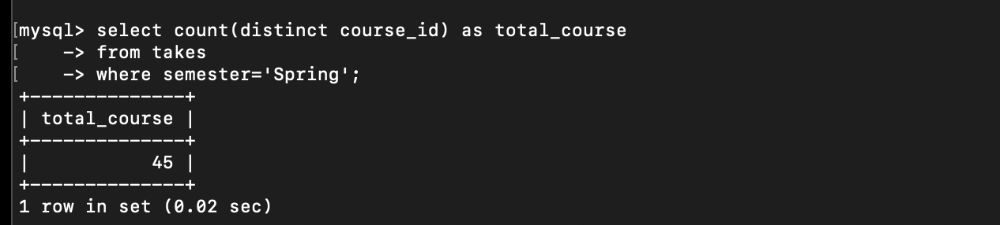 [mysql> select count(distinct course_id) as total_course
[    -> from takes
[    -> where semester='Spring';
+--------------+
| total_course |
+--------------+
|           45 |
+--------------+
1 row in set (0.02 sec)